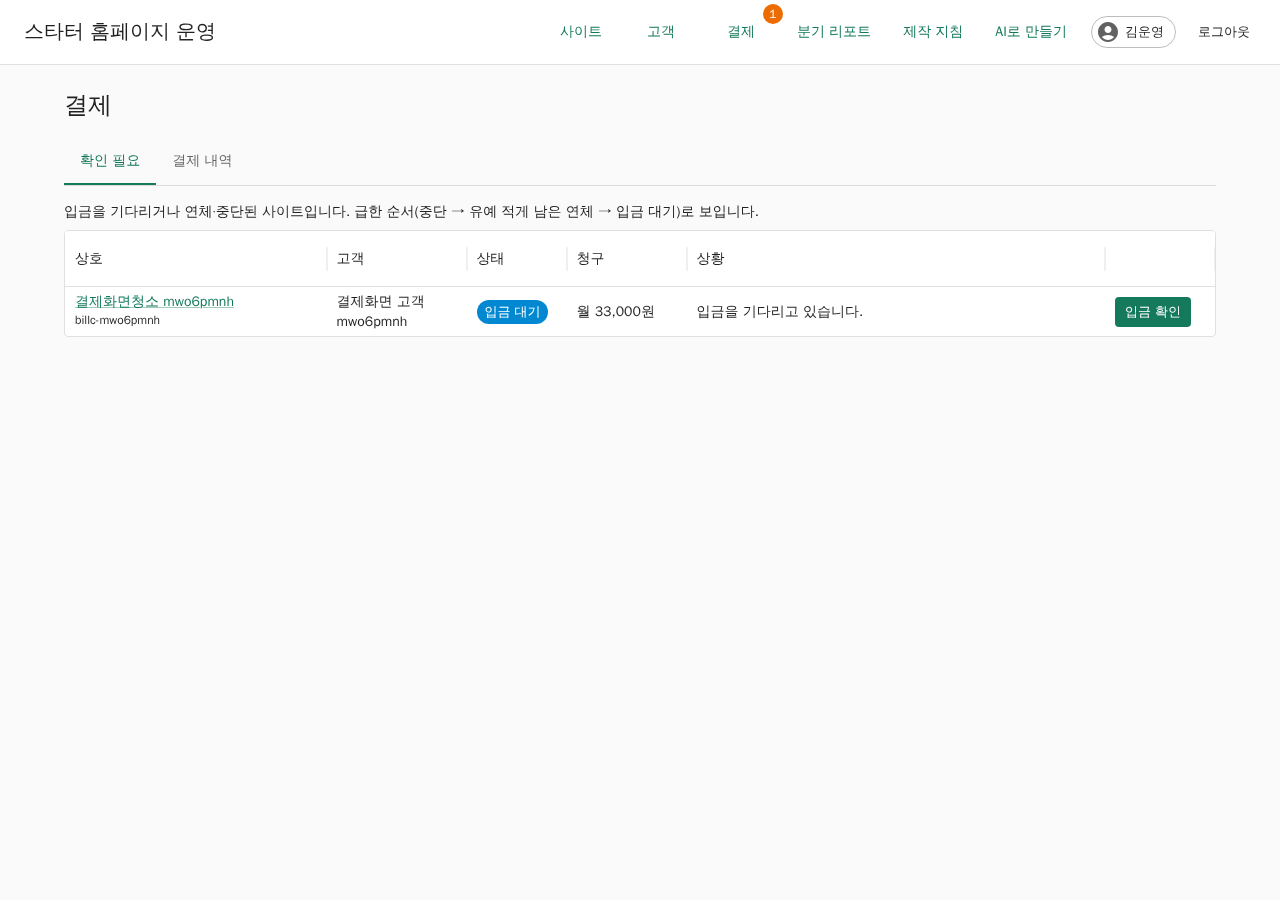 스타터 홈페이지 운영
사이트
고객
결제
1
분기 리포트
제작 지침
AI로 만들기
김운영
로그아웃
결제
확인 필요
결제 내역
입금을 기다리거나 연체·중단된 사이트입니다. 급한 순서(중단 → 유예 적게 남은 연체 → 입금 대기)로 보입니다.
상호
고객
상태
청구
상황
결제화면청소 mwo6pmnh
billc-mwo6pmnh
결제화면 고객
mwo6pmnh
입금 대기
월 33,000원
입금을 기다리고 있습니다.
입금 확인